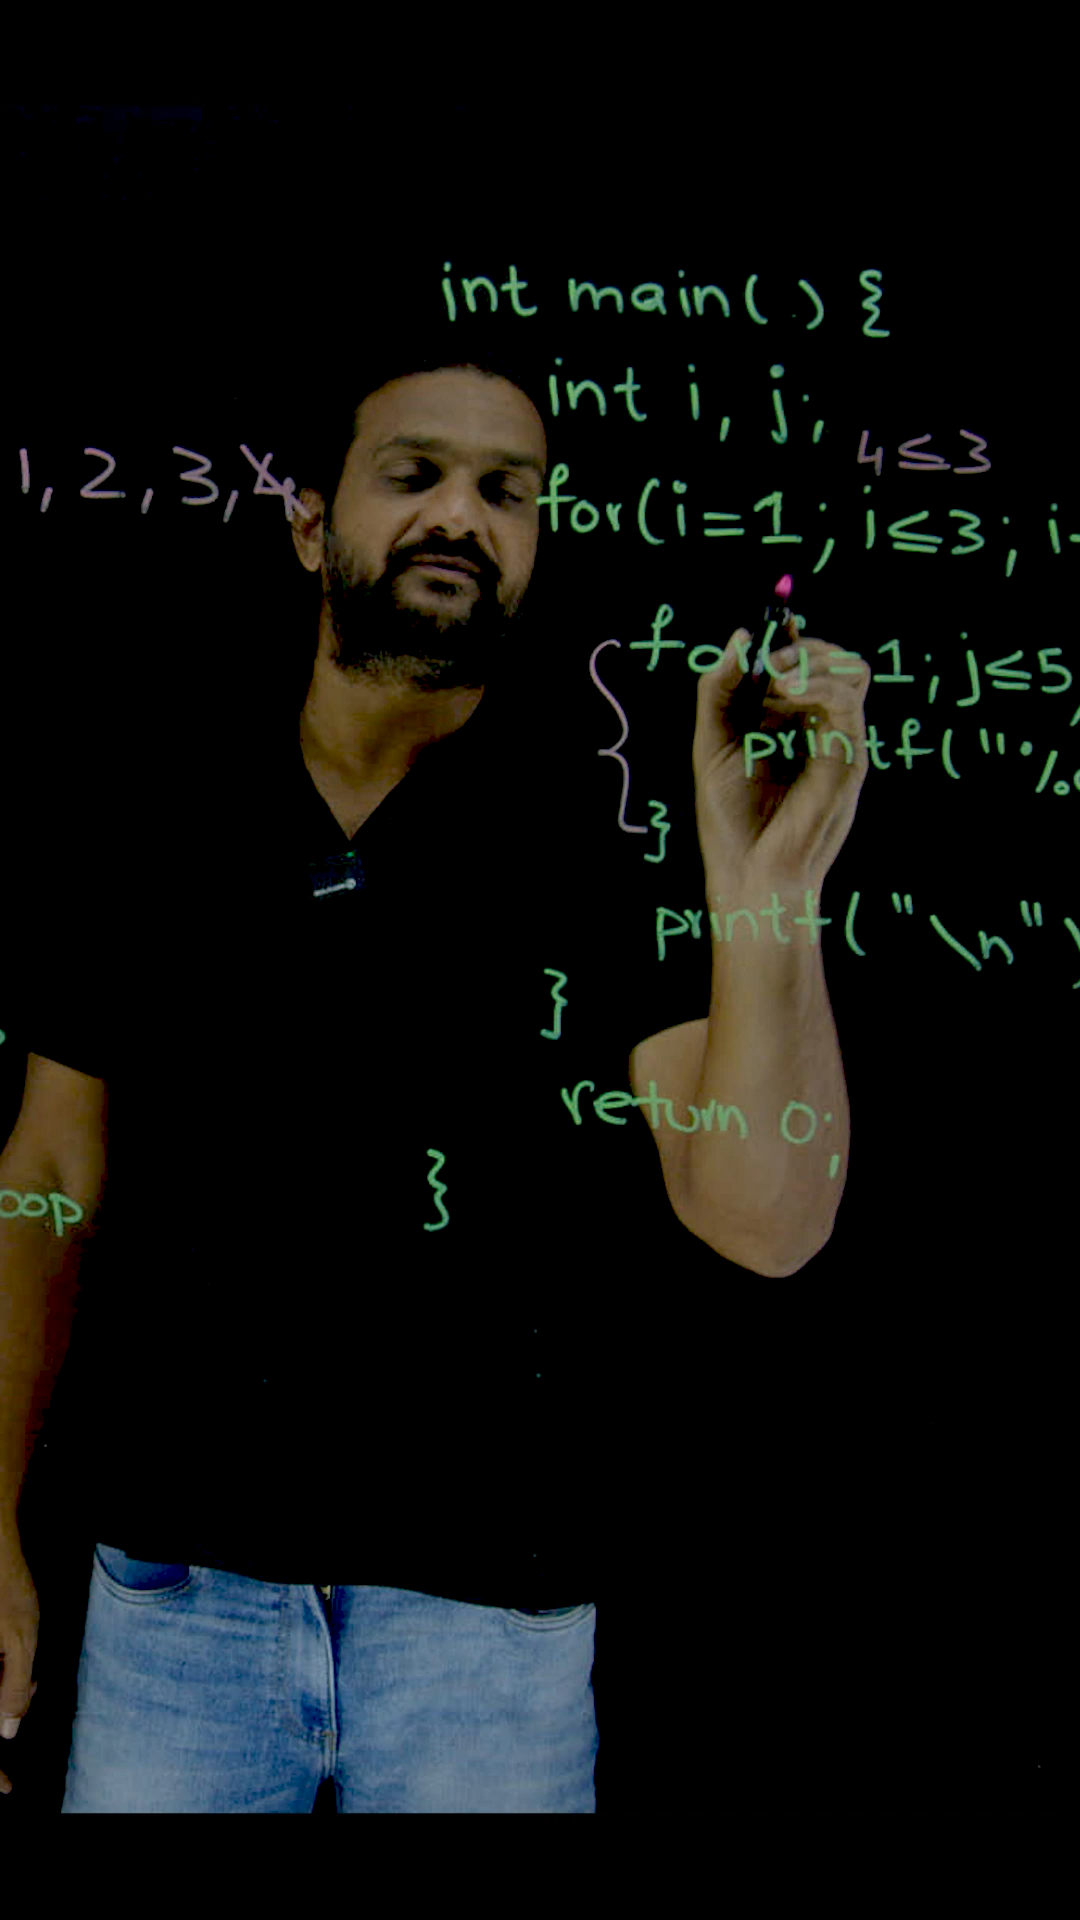 int main() {
int i, j;
4≤3
1, 2, 3, 4
for(i=1; i≤3; i
for(j=1; j≤5;
printf("%
}
printf("\n")
}
return 0;
oop
}